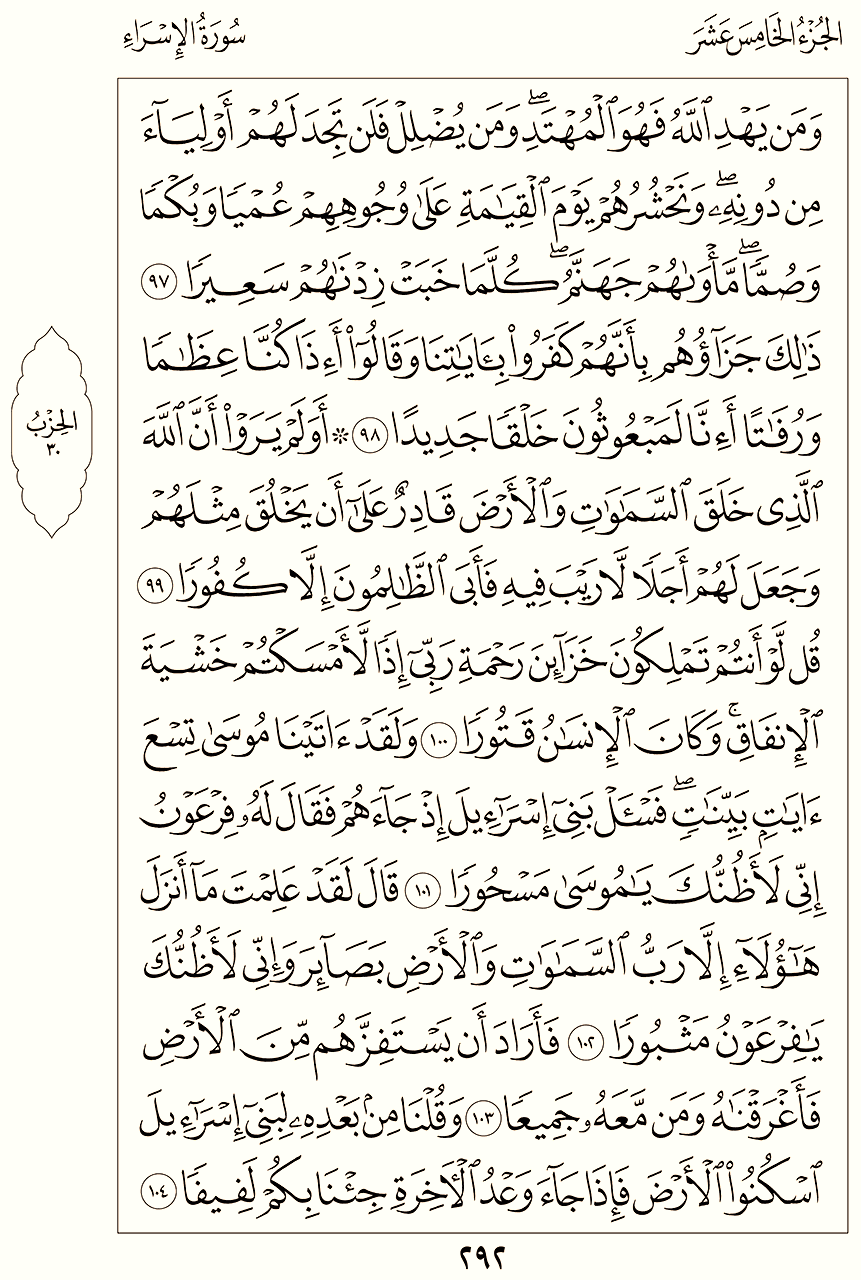 الجُزْءُ الخَامِسَ عَشَرَ
سُورَةُ الإِسْرَاءِ
وَمَن يَهْدِ ٱللَّهُ فَهُوَ ٱلْمُهْتَدِۖ وَمَن يُضْلِلْ فَلَن تَجِدَ لَهُمْ أَوْلِيَآءَ
مِن دُونِهِۦۖ وَنَحْشُرُهُمْ يَوْمَ ٱلْقِيَـٰمَةِ عَلَىٰ وُجُوهِهِمْ عُمْيًا وَبُكْمًا
وَصُمًّاۖ مَّأْوَىٰهُمْ جَهَنَّمُۖ كُلَّمَا خَبَتْ زِدْنَـٰهُمْ سَعِيرًا ٩٧
ذَٰلِكَ جَزَآؤُهُم بِأَنَّهُمْ كَفَرُوا۟ بِـَٔايَـٰتِنَا وَقَالُوٓا۟ أَءِذَا كُنَّا عِظَـٰمًا
وَرُفَـٰتًا أَءِنَّا لَمَبْعُوثُونَ خَلْقًا جَدِيدًا ٩٨ ۞ أَوَلَمْ يَرَوْا۟ أَنَّ ٱللَّهَ
الحِزْبُ
٣٠
ٱلَّذِى خَلَقَ ٱلسَّمَـٰوَٰتِ وَٱلْأَرْضَ قَادِرٌ عَلَىٰٓ أَن يَخْلُقَ مِثْلَهُمْ
وَجَعَلَ لَهُمْ أَجَلًا لَّا رَيْبَ فِيهِ فَأَبَى ٱلظَّـٰلِمُونَ إِلَّا كُفُورًا ٩٩
قُل لَّوْ أَنتُمْ تَمْلِكُونَ خَزَآئِنَ رَحْمَةِ رَبِّىٓ إِذًا لَّأَمْسَكْتُمْ خَشْيَةَ
ٱلْإِنفَاقِۚ وَكَانَ ٱلْإِنسَـٰنُ قَتُورًا ١٠٠ وَلَقَدْ ءَاتَيْنَا مُوسَىٰ تِسْعَ
ءَايَـٰتٍۭ بَيِّنَـٰتٍۖ فَسْـَٔلْ بَنِىٓ إِسْرَٰٓءِيلَ إِذْ جَآءَهُمْ فَقَالَ لَهُۥ فِرْعَوْنُ
إِنِّى لَأَظُنُّكَ يَـٰمُوسَىٰ مَسْحُورًا ١٠١ قَالَ لَقَدْ عَلِمْتَ مَآ أَنزَلَ
هَـٰٓؤُلَآءِ إِلَّا رَبُّ ٱلسَّمَـٰوَٰتِ وَٱلْأَرْضِ بَصَآئِرَ وَإِنِّى لَأَظُنُّكَ
يَـٰفِرْعَوْنُ مَثْبُورًا ١٠٢ فَأَرَادَ أَن يَسْتَفِزَّهُم مِّنَ ٱلْأَرْضِ
فَأَغْرَقْنَـٰهُ وَمَن مَّعَهُۥ جَمِيعًا ١٠٣ وَقُلْنَا مِنۢ بَعْدِهِۦ لِبَنِىٓ إِسْرَٰٓءِيلَ
ٱسْكُنُوا۟ ٱلْأَرْضَ فَإِذَا جَآءَ وَعْدُ ٱلْـَٔاخِرَةِ جِئْنَا بِكُمْ لَفِيفًا ١٠٤
٢٩٢